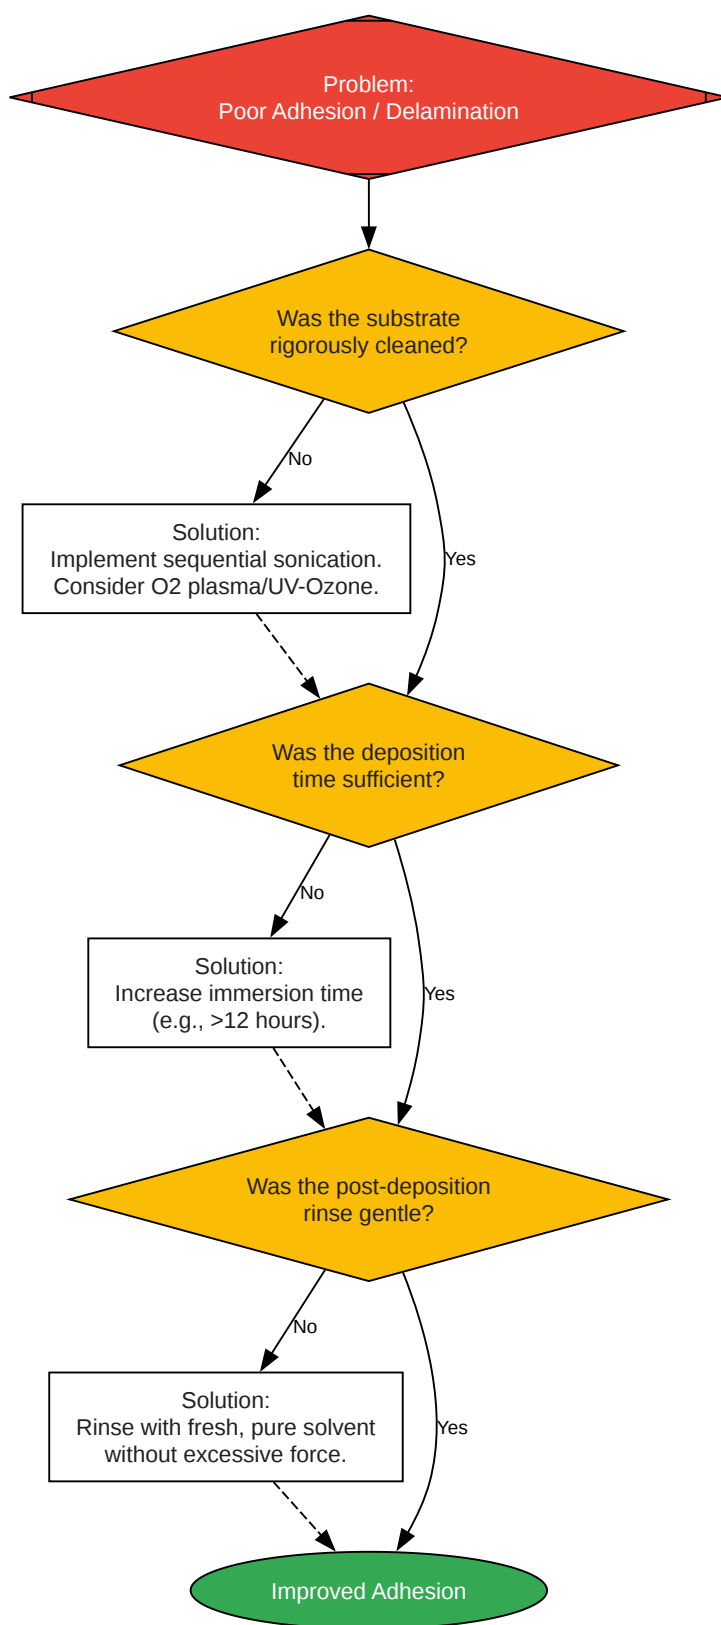 Problem:
Poor Adhesion / Delamination
Was the substrate
rigorously cleaned?
No
Yes
Solution:
Implement sequential sonication.
Consider O2 plasma/UV-Ozone.
Was the deposition
time sufficient?
No
Yes
Solution:
Increase immersion time
(e.g., >12 hours).
Was the post-deposition
rinse gentle?
No
Yes
Solution:
Rinse with fresh, pure solvent
without excessive force.
Improved Adhesion